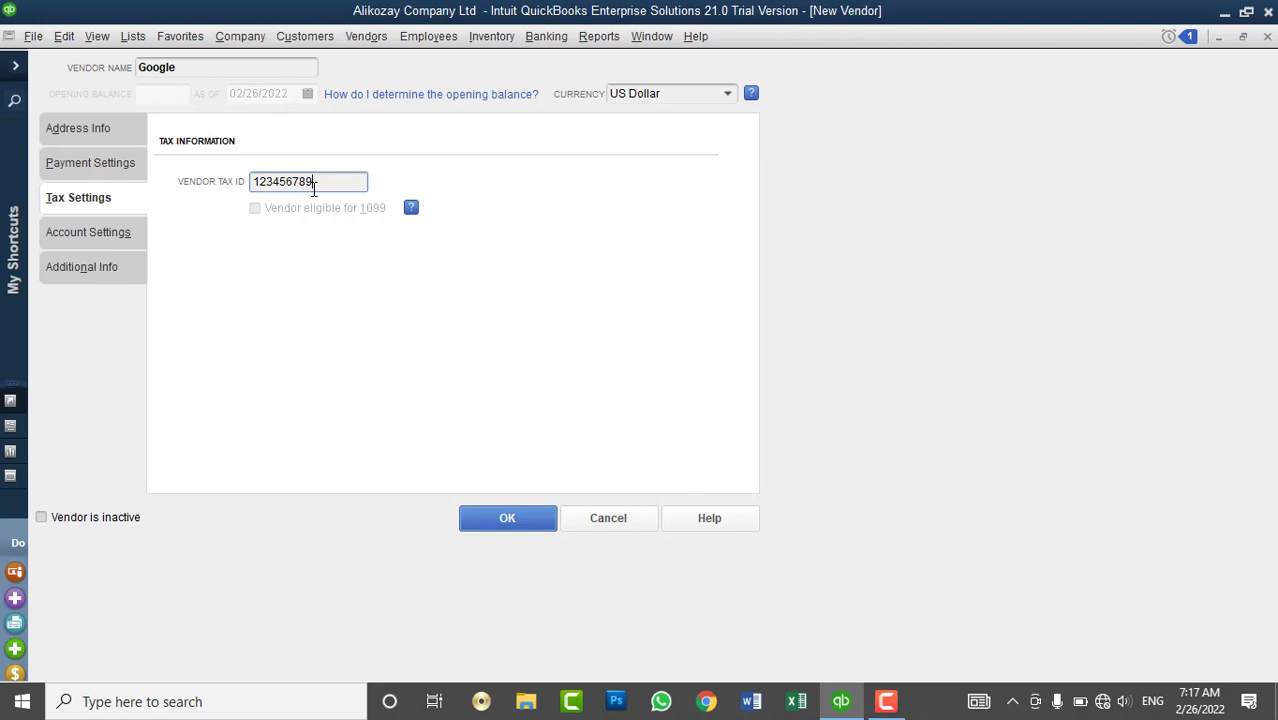 Alikozay Company Ltd - Intuit QuickBooks Enterprise Solutions 21.0 Trial Version - [New Vendor]
File Edit View Lists Favorites Company Customers Vendors Employees Inventory Banking Reports Window Help 1
VENDOR NAME Google
OPENING BALANCE AS OF 02/26/2022 How do I determine the opening balance? CURRENCY US Dollar ?
Address Info
Payment Settings
Tax Settings
Account Settings
Additional Info
TAX INFORMATION
VENDOR TAX ID 123456789
Vendor eligible for 1099 ?
My Shortcuts
Vendor is inactive
OK Cancel Help
Do
Type here to search
ENG
7:17 AM
2/26/2022